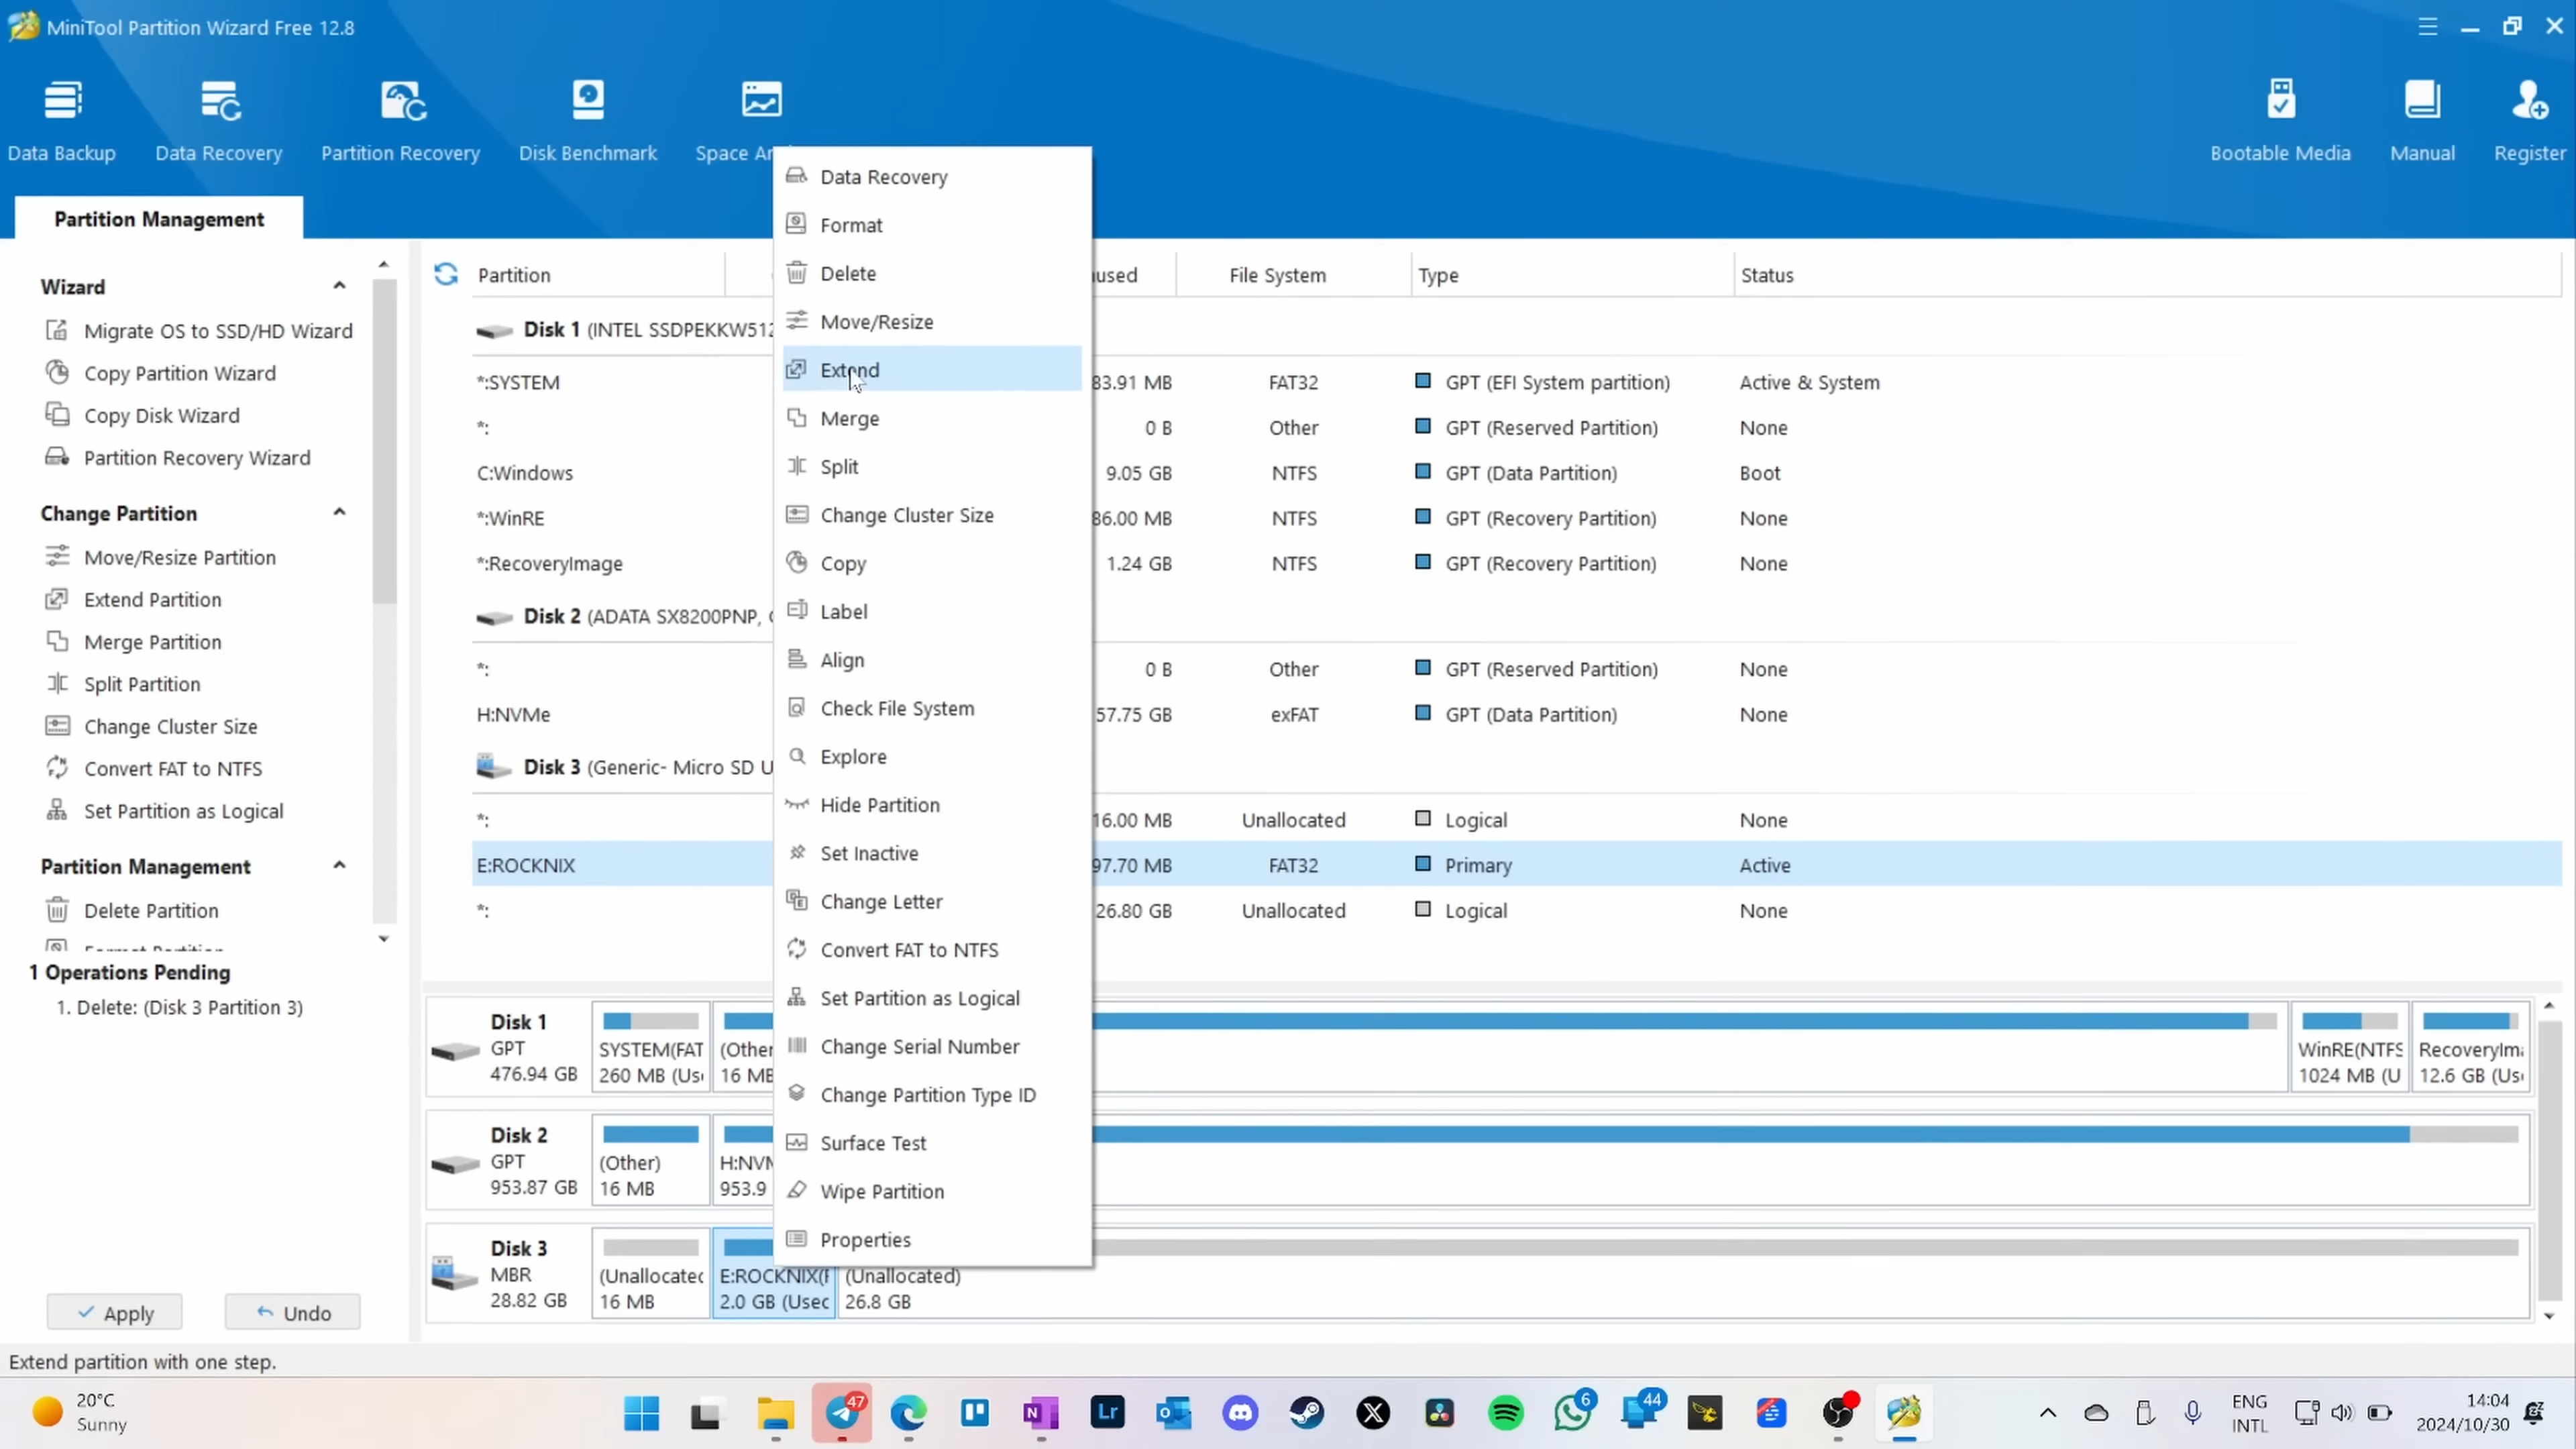 MiniTool Partition Wizard Free 12.8
Data Backup
Data Recovery
Partition Recovery
Disk Benchmark
Space An
Bootable Media
Manual
Register
Partition Management
Wizard
Migrate OS to SSD/HD Wizard
Copy Partition Wizard
Copy Disk Wizard
Partition Recovery Wizard
Change Partition
Move/Resize Partition
Extend Partition
Merge Partition
Split Partition
Change Cluster Size
Convert FAT to NTFS
Set Partition as Logical
Partition Management
Delete Partition
Format Partition
1 Operations Pending
1. Delete: (Disk 3 Partition 3)
Apply
Undo
Data Recovery
Format
Delete
Move/Resize
Extend
Merge
Split
Change Cluster Size
Copy
Label
Align
Check File System
Explore
Hide Partition
Set Inactive
Change Letter
Convert FAT to NTFS
Set Partition as Logical
Change Serial Number
Change Partition Type ID
Surface Test
Wipe Partition
Properties
Partition used File System Type Status
Disk 1 (INTEL SSDPEKKW512
*:SYSTEM 83.91 MB FAT32 GPT (EFI System partition) Active & System
*: 0 B Other GPT (Reserved Partition) None
C:Windows 9.05 GB NTFS GPT (Data Partition) Boot
*:WinRE 86.00 MB NTFS GPT (Recovery Partition) None
*:RecoveryImage 1.24 GB NTFS GPT (Recovery Partition) None
Disk 2 (ADATA SX8200PNP,
*: 0 B Other GPT (Reserved Partition) None
H:NVMe 57.75 GB exFAT GPT (Data Partition) None
Disk 3 (Generic- Micro SD U
*: 16.00 MB Unallocated Logical None
E:ROCKNIX 97.70 MB FAT32 Primary Active
*: 26.80 GB Unallocated Logical None
Disk 1
GPT
476.94 GB
SYSTEM(FAT
260 MB (Us
(Other
16 MB
WinRE(NTFS
1024 MB (U
RecoveryIm
12.6 GB (Us
Disk 2
GPT
953.87 GB
(Other)
16 MB
H:NVM
953.9
Disk 3
MBR
28.82 GB
(Unallocated
16 MB
E:ROCKNIX(F
2.0 GB (Used
(Unallocated)
26.8 GB
Extend partition with one step.
20°C
Sunny
47
N
Lr
6
44
ENG
INTL
14:04
2024/10/30